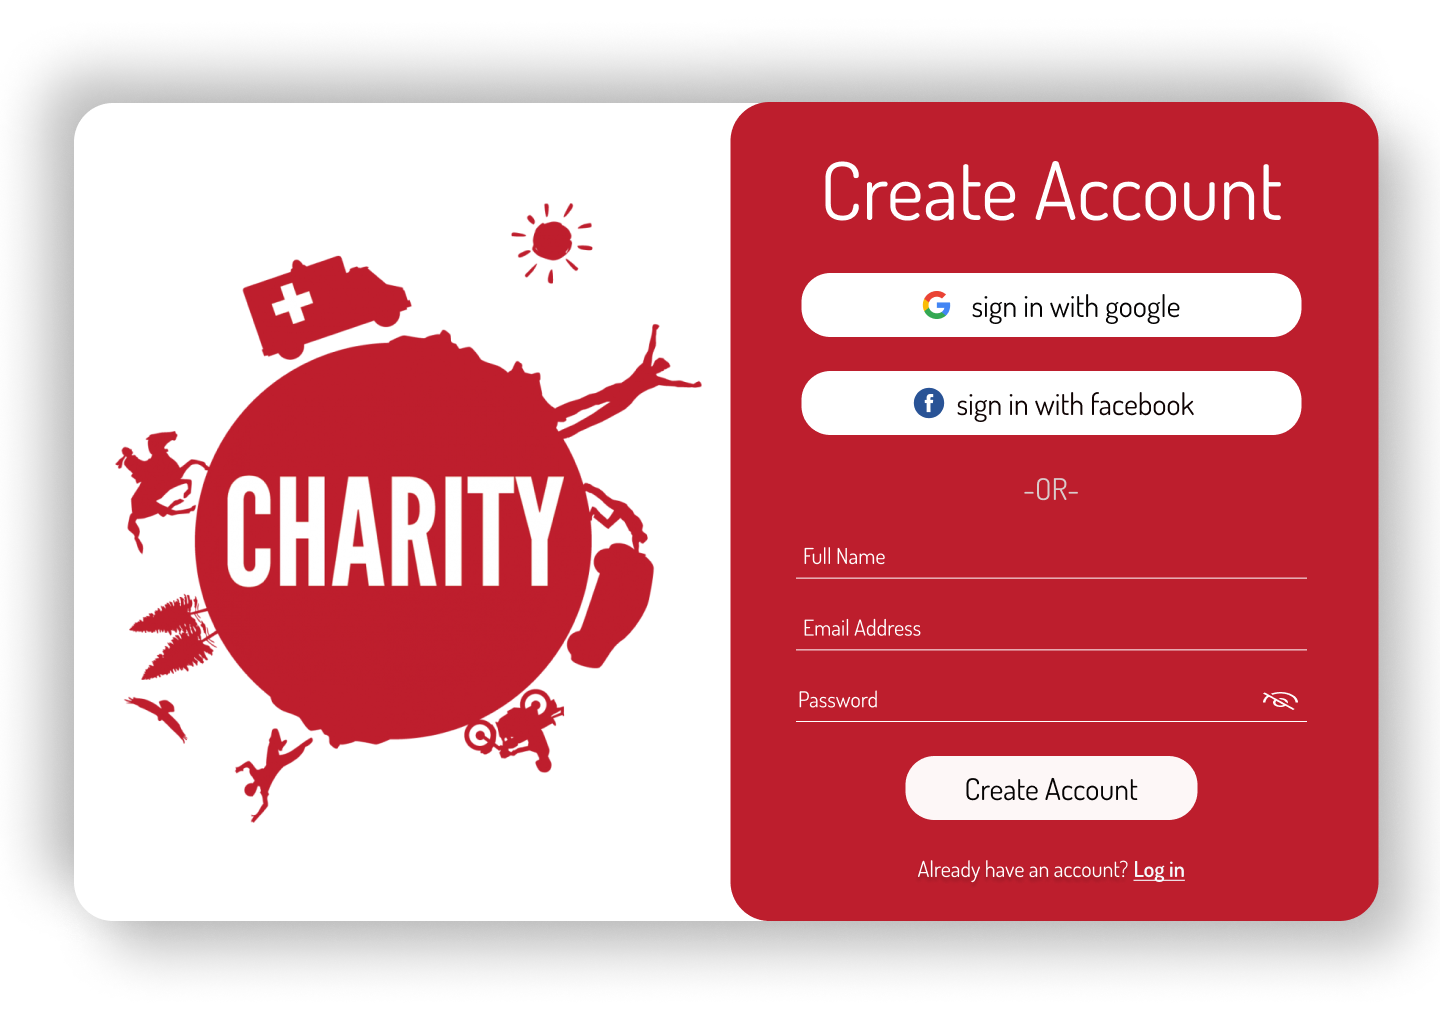 CHARITY
Create Account
sign in with google
sign in with facebook
-OR-
Full Name
Email Address
Password
Create Account
Already have an account? Log in